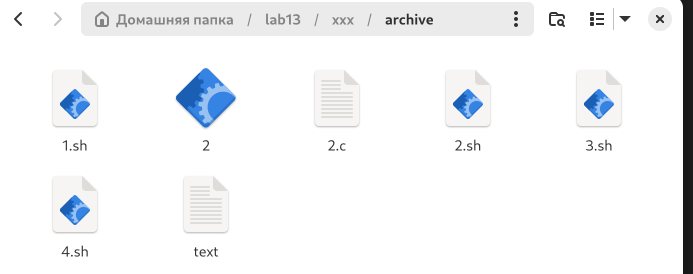 Домашняя папка / lab13 / xxx / archive
1.sh 2 2.c 2.sh 3.sh
4.sh text